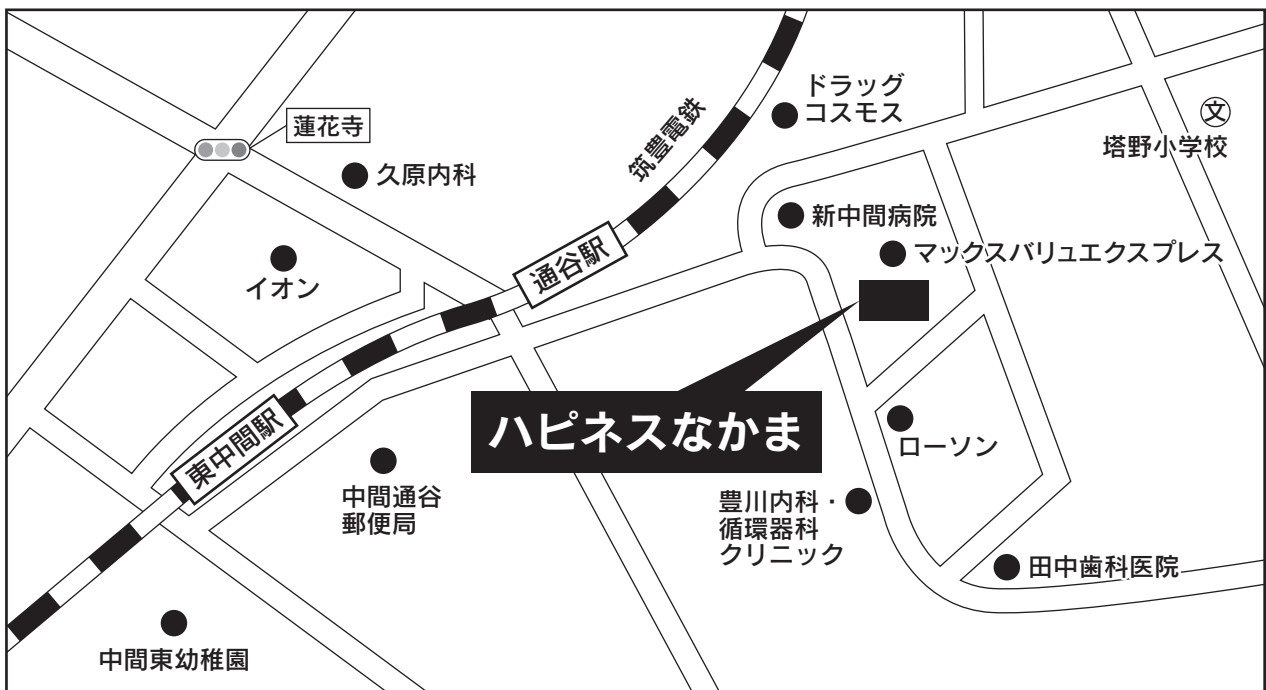 ドラッグ
コスモス
文
塔野小学校
蓮花寺
久原内科
筑豊電鉄
新中間病院
マックスバリュエクスプレス
通谷駅
イオン
ハピネスなかま
東中間駅
ローソン
中間通谷
郵便局
豊川内科・
循環器科
クリニック
田中歯科医院
中間東幼稚園